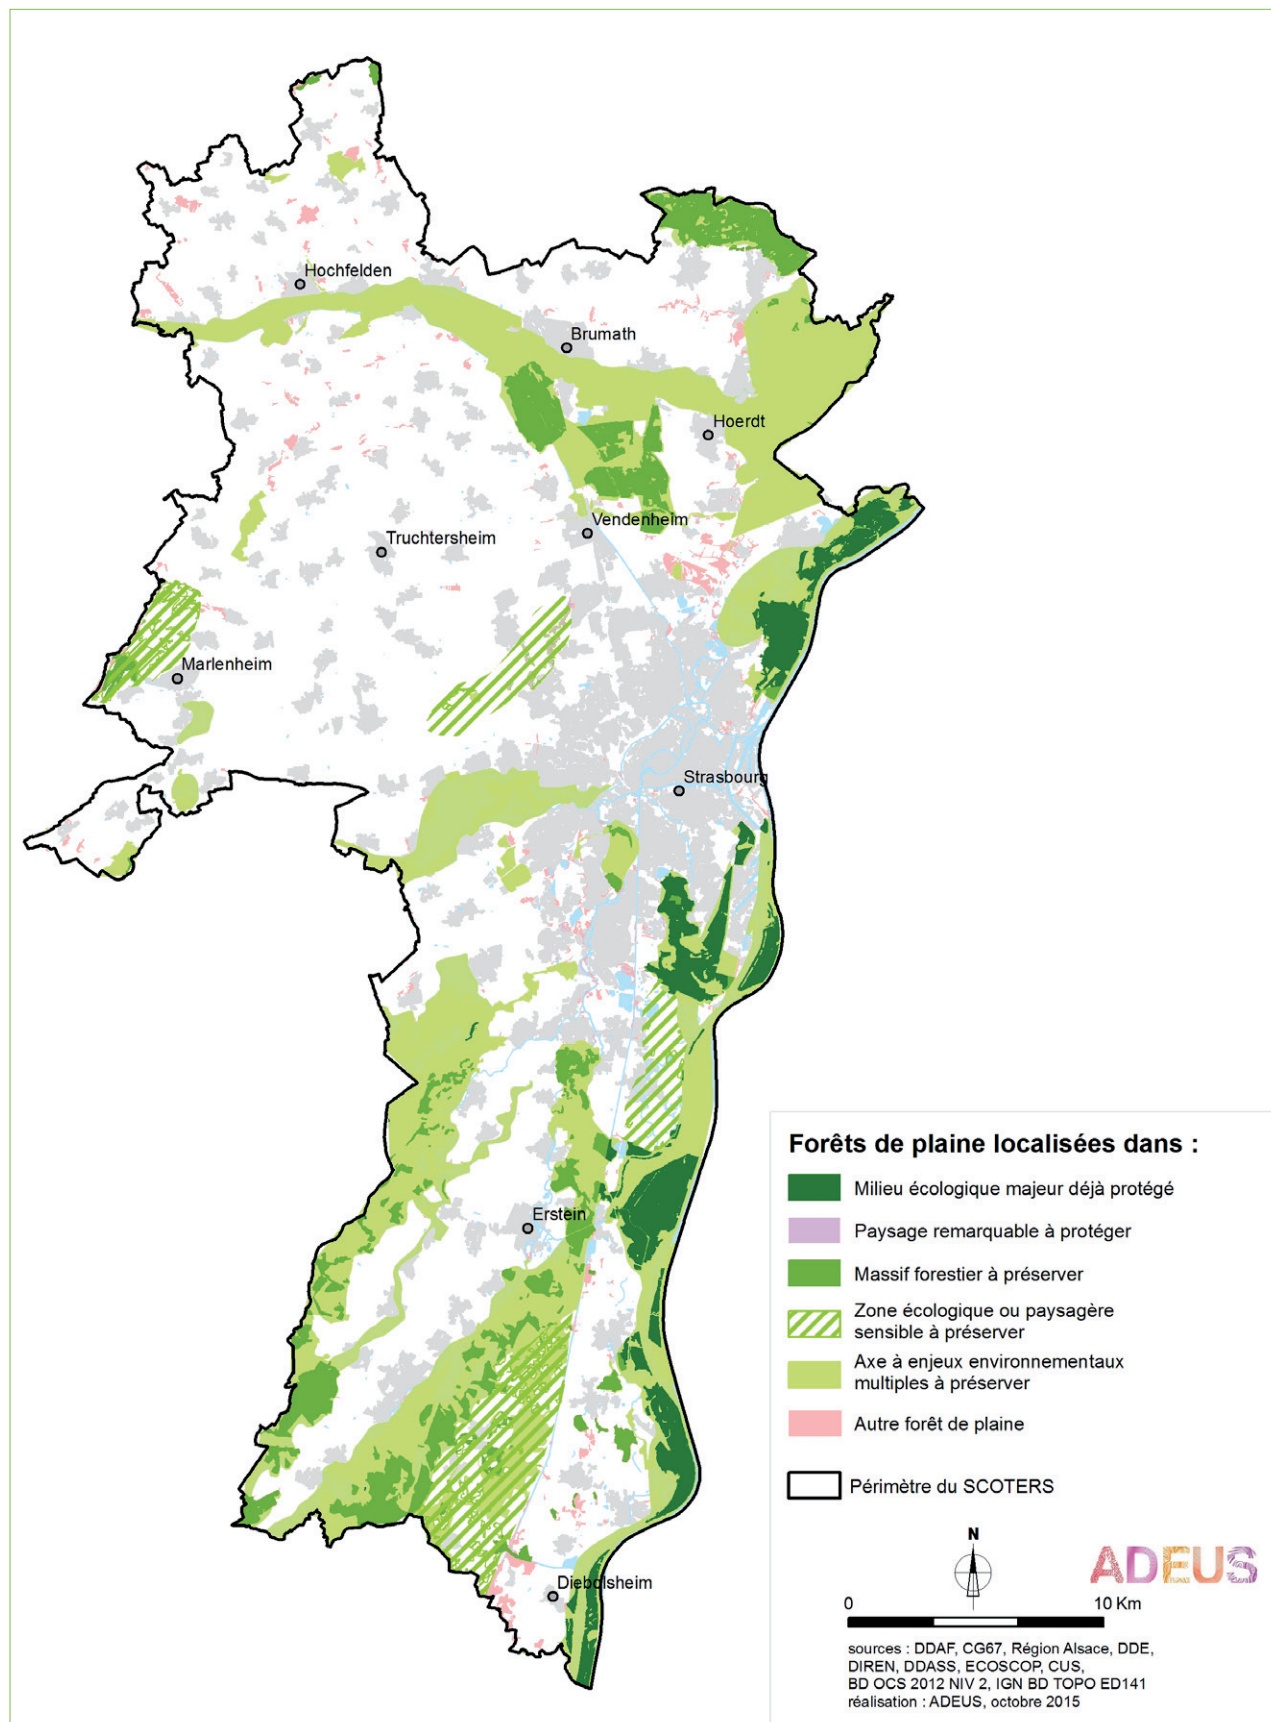 Hochfelden
Brumath
Hoerdt
Vendenheim
Truchtersheim
Marlenheim
Strasbourg
Erstein
Diebolsheim
Forêts de plaine localisées dans :
Milieu écologique majeur déjà protégé
Paysage remarquable à protéger
Massif forestier à préserver
Zone écologique ou paysagère
sensible à préserver
Axe à enjeux environnementaux
multiples à préserver
Autre forêt de plaine
Périmètre du SCOTERS
N
ADEUS
0 10 Km
sources : DDAF, CG67, Région Alsace, DDE,
DIREN, DDASS, ECOSCOP, CUS,
BD OCS 2012 NIV 2, IGN BD TOPO ED141
réalisation : ADEUS, octobre 2015